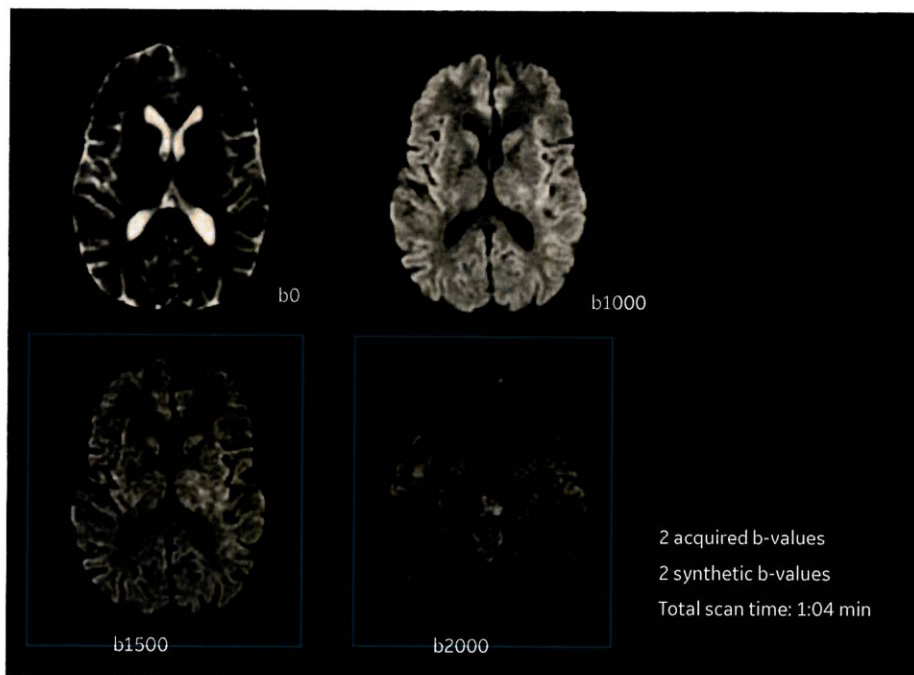 b0
b1000
b1500
b2000
2 acquired b-values
2 synthetic b-values
Total scan time: 1:04 min